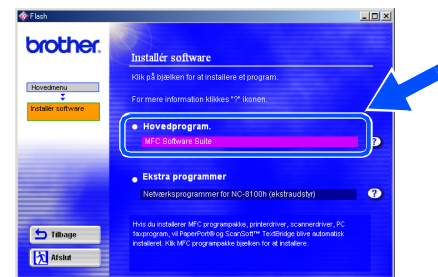 Flash
brother.
Installér software
Klik på bjælken for at installere et program.
Hovedmenu
For mere information klikkes "?" ikonen.
Installér software
Hovedprogram.
MFC Software Suite
?
Ekstra programmer
Netværksprogrammer for NC-8100h (ekstraudstyr)
?
Hvis du installerer MFC programpakke, printerdriver, scannerdriver, PC
faxprogram, vil PaperPort® og ScanSoft™ TextBridge blive automatisk
installeret. Klik MFC programpakke bjælken for at installere.
Tilbage
Afslut